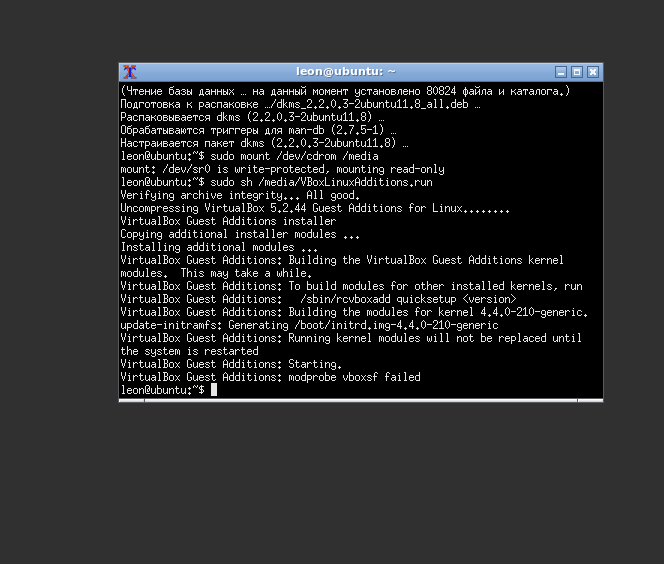 leon@ubuntu: ~
(Чтение базы данных … на данный момент установлено 80824 файла и каталога.)
Подготовка к распаковке …/dkms_2.2.0.3-2ubuntu11.8_all.deb …
Распаковывается dkms (2.2.0.3-2ubuntu11.8) …
Обрабатываются триггеры для man-db (2.7.5-1) …
Настраивается пакет dkms (2.2.0.3-2ubuntu11.8) …
leon@ubuntu:~$ sudo mount /dev/cdrom /media
mount: /dev/sr0 is write-protected, mounting read-only
leon@ubuntu:~$ sudo sh /media/VBoxLinuxAdditions.run
Verifying archive integrity... All good.
Uncompressing VirtualBox 5.2.44 Guest Additions for Linux........
VirtualBox Guest Additions installer
Copying additional installer modules ...
Installing additional modules ...
VirtualBox Guest Additions: Building the VirtualBox Guest Additions kernel
modules.  This may take a while.
VirtualBox Guest Additions: To build modules for other installed kernels, run
VirtualBox Guest Additions:   /sbin/rcvboxadd quicksetup <version>
VirtualBox Guest Additions: Building the modules for kernel 4.4.0-210-generic.
update-initramfs: Generating /boot/initrd.img-4.4.0-210-generic
VirtualBox Guest Additions: Running kernel modules will not be replaced until
the system is restarted
VirtualBox Guest Additions: Starting.
VirtualBox Guest Additions: modprobe vboxsf failed
leon@ubuntu:~$